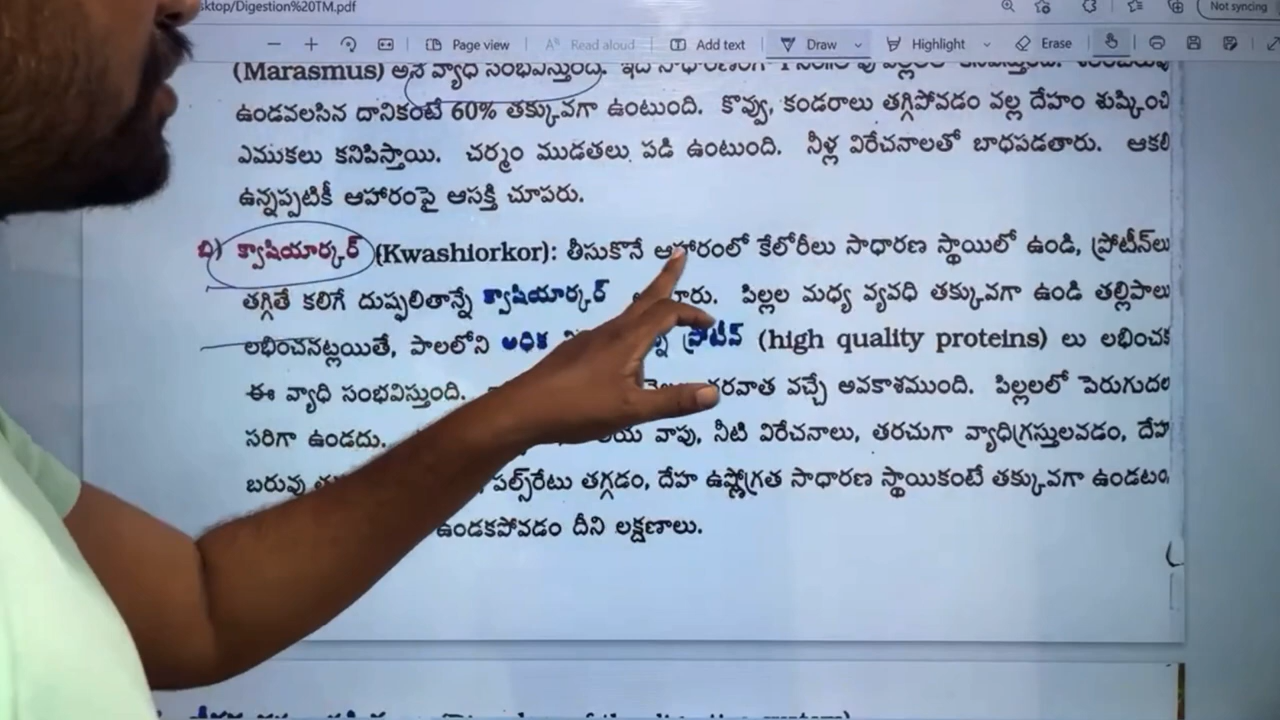 sktop/Digestion%20TM.pdf
Not syncing
Page view Read aloud Add text Draw Highlight Erase
(Marasmus) అనే వ్యాధి సంభవిస్తుంది. ఇది సాధారణంగా
ఉండవలసిన దానికంటే 60% తక్కువగా ఉంటుంది. కొవ్వు, కండరాలు తగ్గిపోవడం వల్ల దేహం శుష్కించి
ఎముకలు కనిపిస్తాయి. చర్మం ముడతలు పడి ఉంటుంది. నీళ్ల విరేచనాలతో బాధపడతారు. ఆకలి
ఉన్నప్పటికీ ఆహారంపై ఆసక్తి చూపరు.
బి) క్వాషియార్కర్ (Kwashiorkor): తీసుకొనే ఆహారంలో కేలోరీలు సాధారణ స్థాయిలో ఉండి, ప్రోటీన్‌లు
తగ్గితే కలిగే దుష్ఫలితాన్నే క్వాషియార్కర్ పిల్లల మధ్య వ్యవధి తక్కువగా ఉండి తల్లిపాలు
లభించనట్లయితే, పాలలోని అధిక ప్రోటీన్ (high quality proteins) లు లభించక
ఈ వ్యాధి సంభవిస్తుంది. తరవాత వచ్చే అవకాశముంది. పిల్లలలో పెరుగుదల
సరిగా ఉండదు. వాపు, నీటి విరేచనాలు, తరచుగా వ్యాధిగ్రస్తులవడం, దేహ
బరువు పల్స్‌రేటు తగ్గడం, దేహ ఉష్ణోగ్రత సాధారణ స్థాయికంటే తక్కువగా ఉండటం,
ఉండకపోవడం దీని లక్షణాలు.